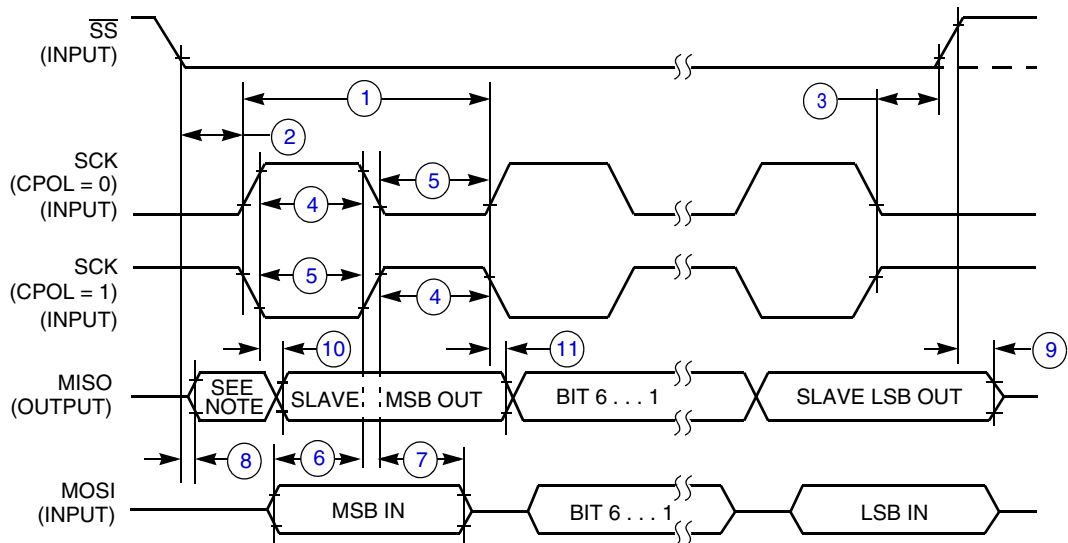 SS
(INPUT)
1
3
2
SCK
(CPOL = 0)
(INPUT)
5
4
SCK
(CPOL = 1)
(INPUT)
5
4
10
11
9
MISO
(OUTPUT)
SEE
NOTE
SLAVE
MSB OUT
BIT 6 . . . 1
SLAVE LSB OUT
8
6
7
MOSI
(INPUT)
MSB IN
BIT 6 . . . 1
LSB IN